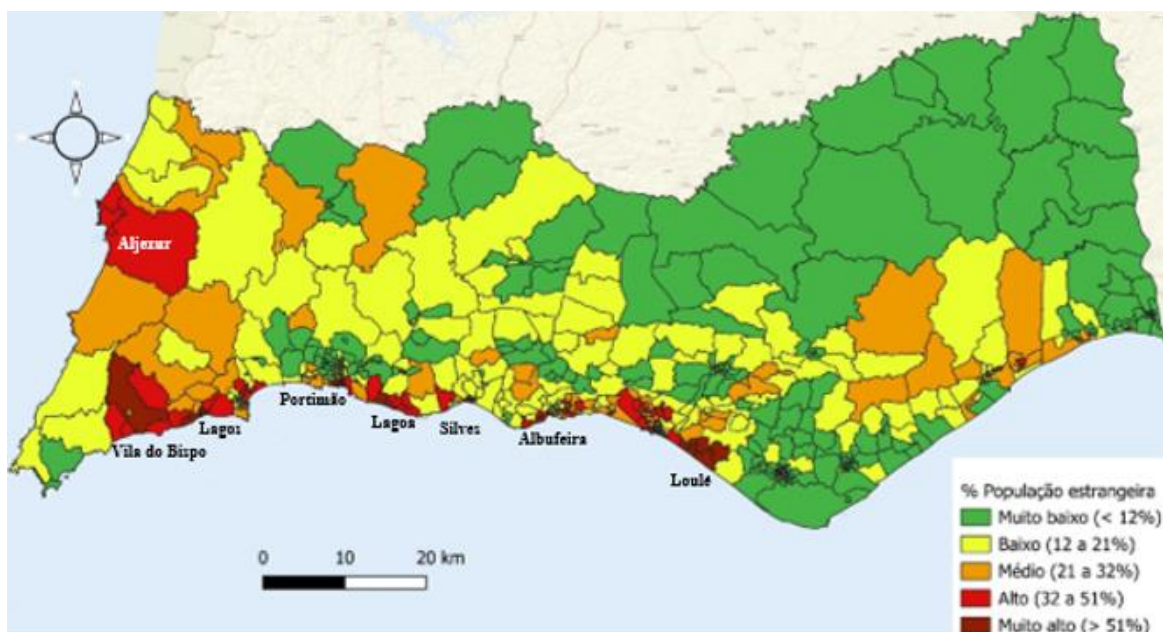 Aljezur
Portimão
Lagos
Lagoa
Silves
Vila do Bispo
Albufeira
Loulé
0 10 20 km
% População estrangeira
Muito baixo (< 12%)
Baixo (12 a 21%)
Médio (21 a 32%)
Alto (32 a 51%)
Muito alto (> 51%)